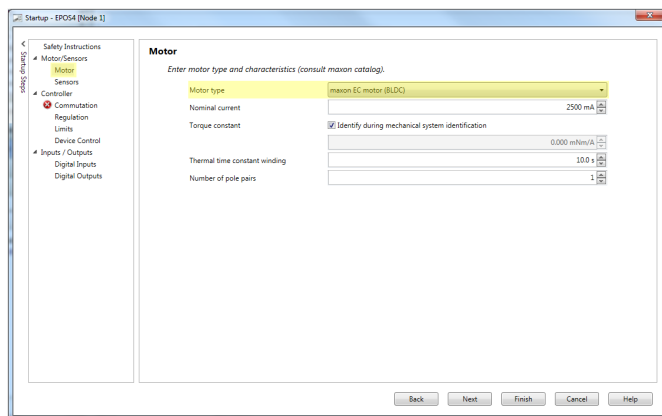 Startup - EPOS4 [Node 1]
Startup Steps
Safety Instructions
Motor/Sensors
Motor
Sensors
Controller
Commutation
Regulation
Limits
Device Control
Inputs / Outputs
Digital Inputs
Digital Outputs
Motor
Enter motor type and characteristics (consult maxon catalog).
Motor type maxon EC motor (BLDC)
Nominal current 2500 mA
Torque constant Identify during mechanical system identification
0.000 mNm/A
Thermal time constant winding 10.0 s
Number of pole pairs 1
Back Next Finish Cancel Help